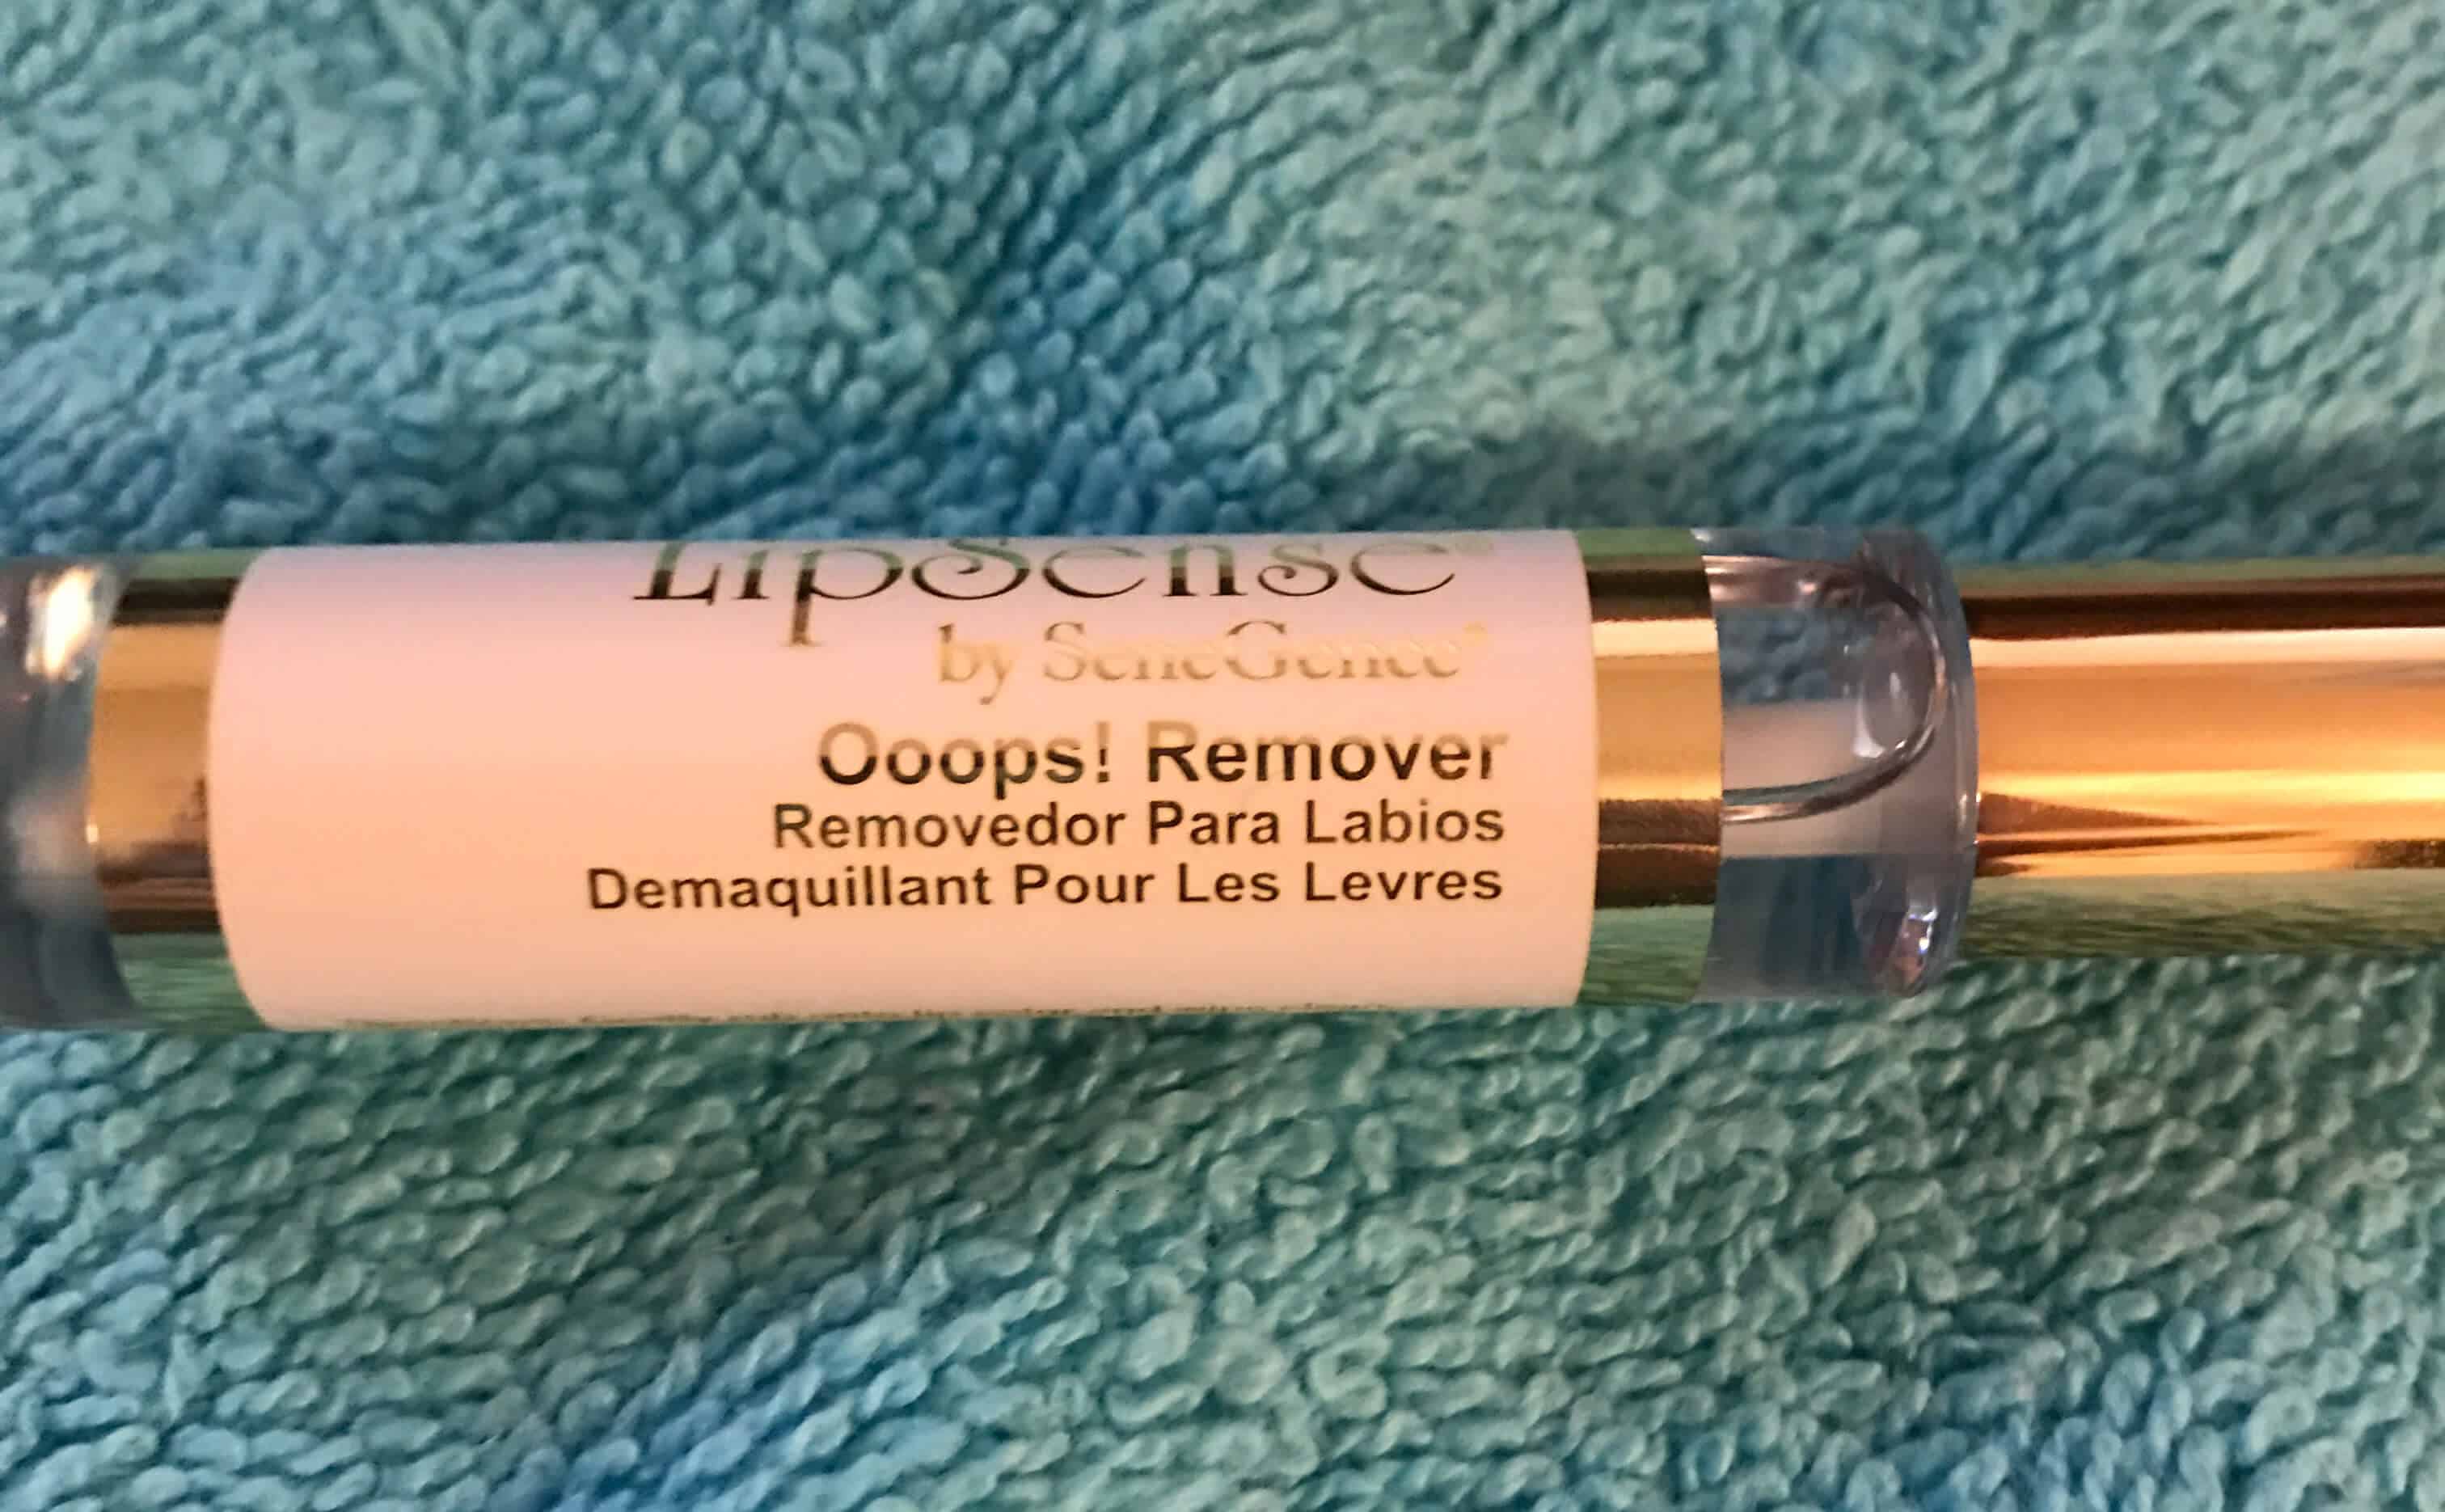 LipSense®
by SeneGence®
Ooops! Remover
Removedor Para Labios
Demaquillant Pour Les Levres